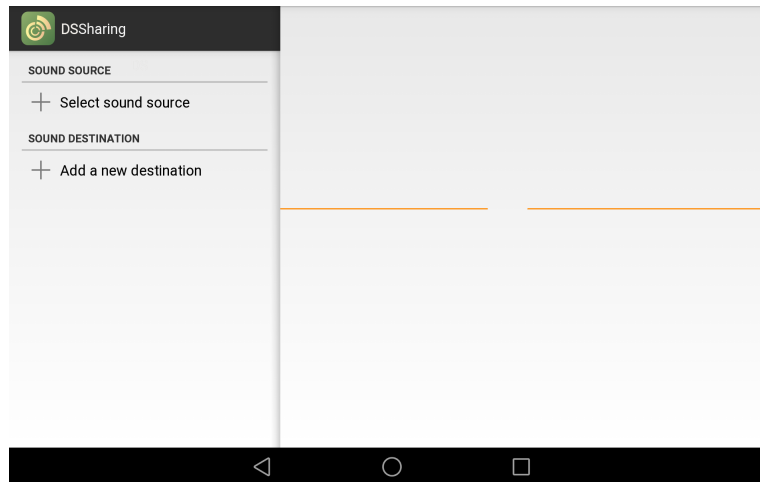 DSSharing
SOUND SOURCE
Select sound source
SOUND DESTINATION
Add a new destination